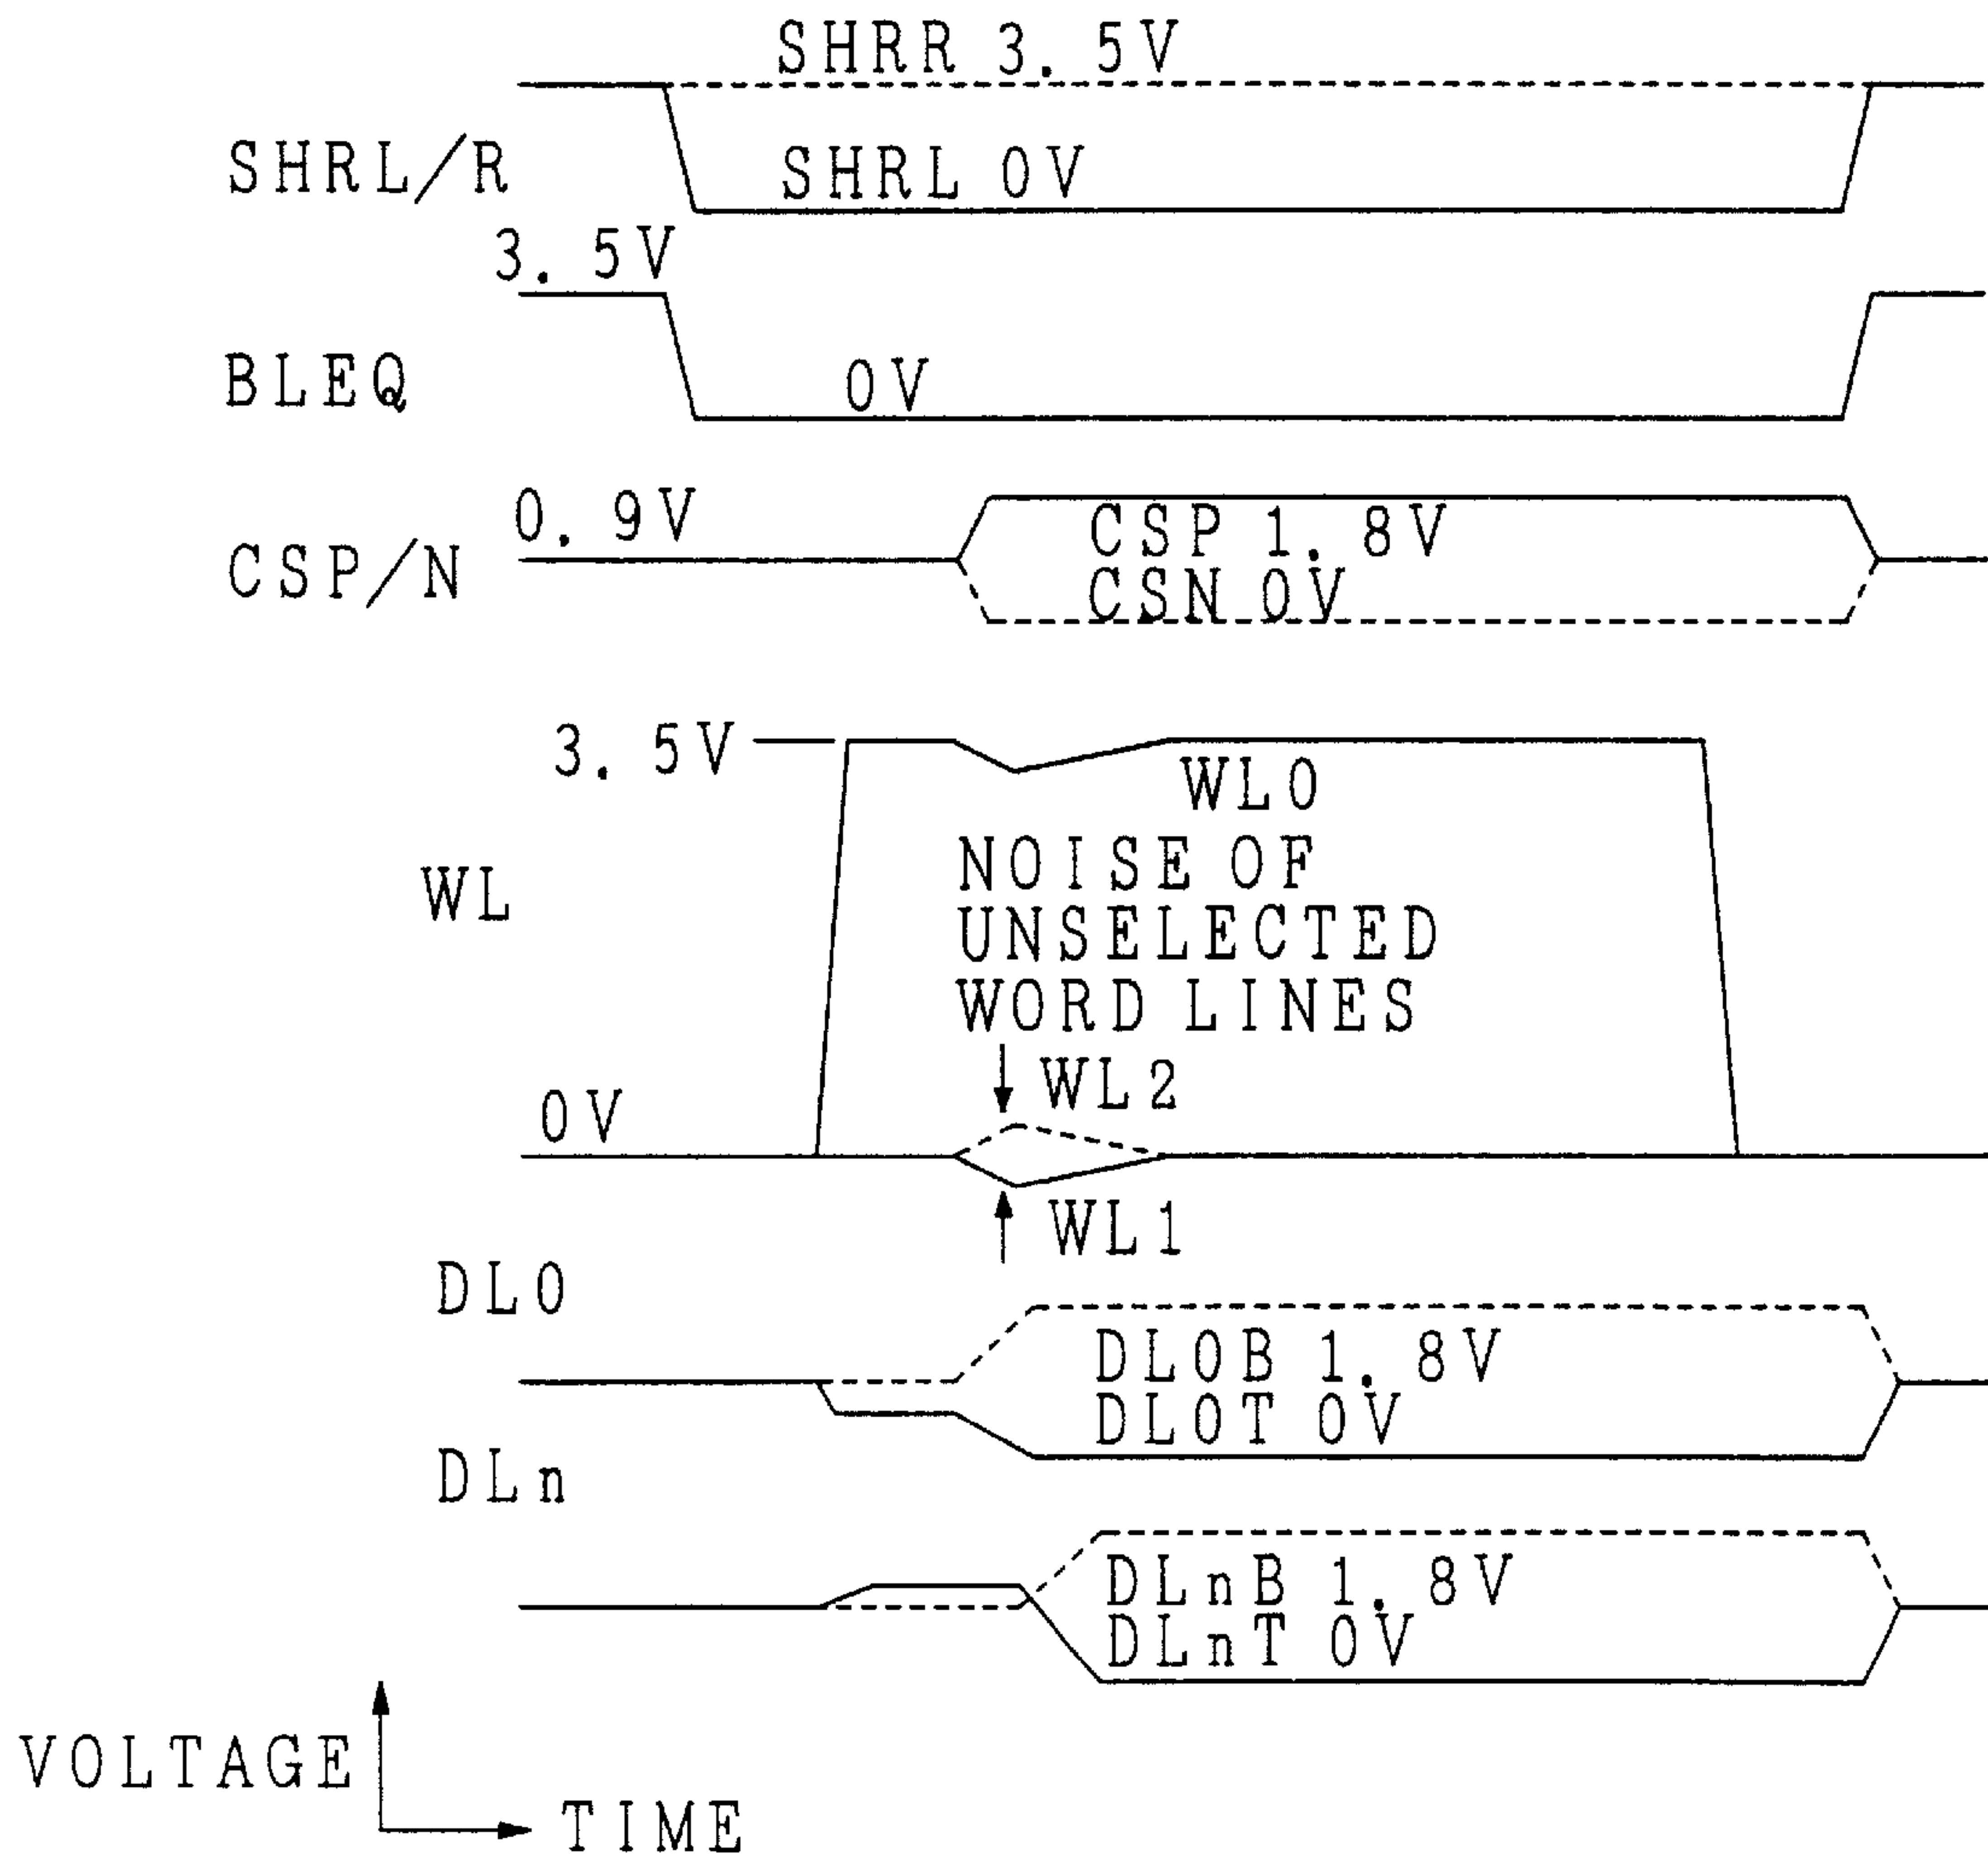 SHRR 3.5V
SHRL/R
SHRL 0V
3.5V
BLEQ
0V
0.9V
CSP/N
CSP 1.8V
CSN 0V
3.5V
WL0
WL
NOISE OF
UNSELECTED
WORD LINES
WL2
0V
WL1
DL0
DL0B 1.8V
DL0T 0V
DLn
DLnB 1.8V
DLnT 0V
VOLTAGE
TIME